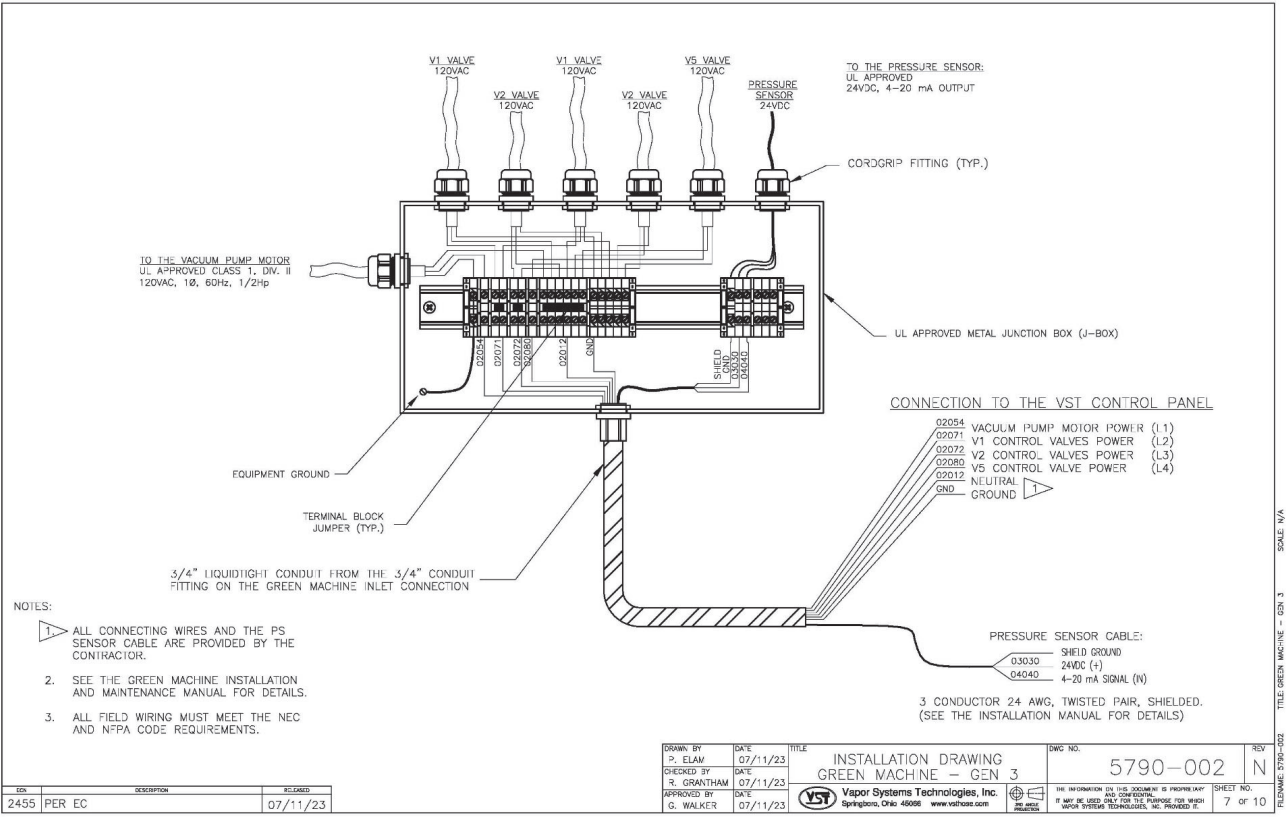 V1 VALVE
120VAC
V2 VALVE
120VAC
V1 VALVE
120VAC
V2 VALVE
120VAC
V5 VALVE
120VAC
PRESSURE
SENSOR
24VDC
TO THE PRESSURE SENSOR:
UL APPROVED
24VDC, 4-20 mA OUTPUT
CORDGRIP FITTING (TYP.)
TO THE VACUUM PUMP MOTOR
UL APPROVED CLASS 1, DIV. II
120VAC, 1Ø, 60Hz, 1/2Hp
UL APPROVED METAL JUNCTION BOX (J-BOX)
02054
02071
02072
02080
02012
GND
SHIELD
GND
03030
04040
EQUIPMENT GROUND
TERMINAL BLOCK
JUMPER (TYP.)
3/4" LIQUIDTIGHT CONDUIT FROM THE 3/4" CONDUIT
FITTING ON THE GREEN MACHINE INLET CONNECTION
CONNECTION TO THE VST CONTROL PANEL
02054 VACUUM PUMP MOTOR POWER (L1)
02071 V1 CONTROL VALVES POWER (L2)
02072 V2 CONTROL VALVES POWER (L3)
02080 V5 CONTROL VALVE POWER (L4)
02012 NEUTRAL
GND GROUND 1
PRESSURE SENSOR CABLE:
SHIELD GROUND
03030 24VDC (+)
04040 4-20 mA SIGNAL (IN)
3 CONDUCTOR 24 AWG, TWISTED PAIR, SHIELDED.
(SEE THE INSTALLATION MANUAL FOR DETAILS)
NOTES:
1. ALL CONNECTING WIRES AND THE PS
SENSOR CABLE ARE PROVIDED BY THE
CONTRACTOR.
2. SEE THE GREEN MACHINE INSTALLATION
AND MAINTENANCE MANUAL FOR DETAILS.
3. ALL FIELD WIRING MUST MEET THE NEC
AND NFPA CODE REQUIREMENTS.
ECN DESCRIPTION RELEASED
2455 PER EC 07/11/23
DRAWN BY DATE
P. ELAM 07/11/23
CHECKED BY DATE
R. GRANTHAM 07/11/23
APPROVED BY DATE
G. WALKER 07/11/23
TITLE
INSTALLATION DRAWING
GREEN MACHINE - GEN 3
VST
Vapor Systems Technologies, Inc.
Springboro, Ohio 45066 www.vsthose.com
3RD ANGLE
PROJECTION
DWG NO. REV
5790-002 N
THE INFORMATION ON THIS DOCUMENT IS PROPRIETARY
AND CONFIDENTIAL.
IT MAY BE USED ONLY FOR THE PURPOSE FOR WHICH
VAPOR SYSTEMS TECHNOLOGIES, INC. PROVIDED IT.
SHEET NO.
7 OF 10
FILENAME: 5790-002 TITLE: GREEN MACHINE - GEN 3 SCALE: N/A